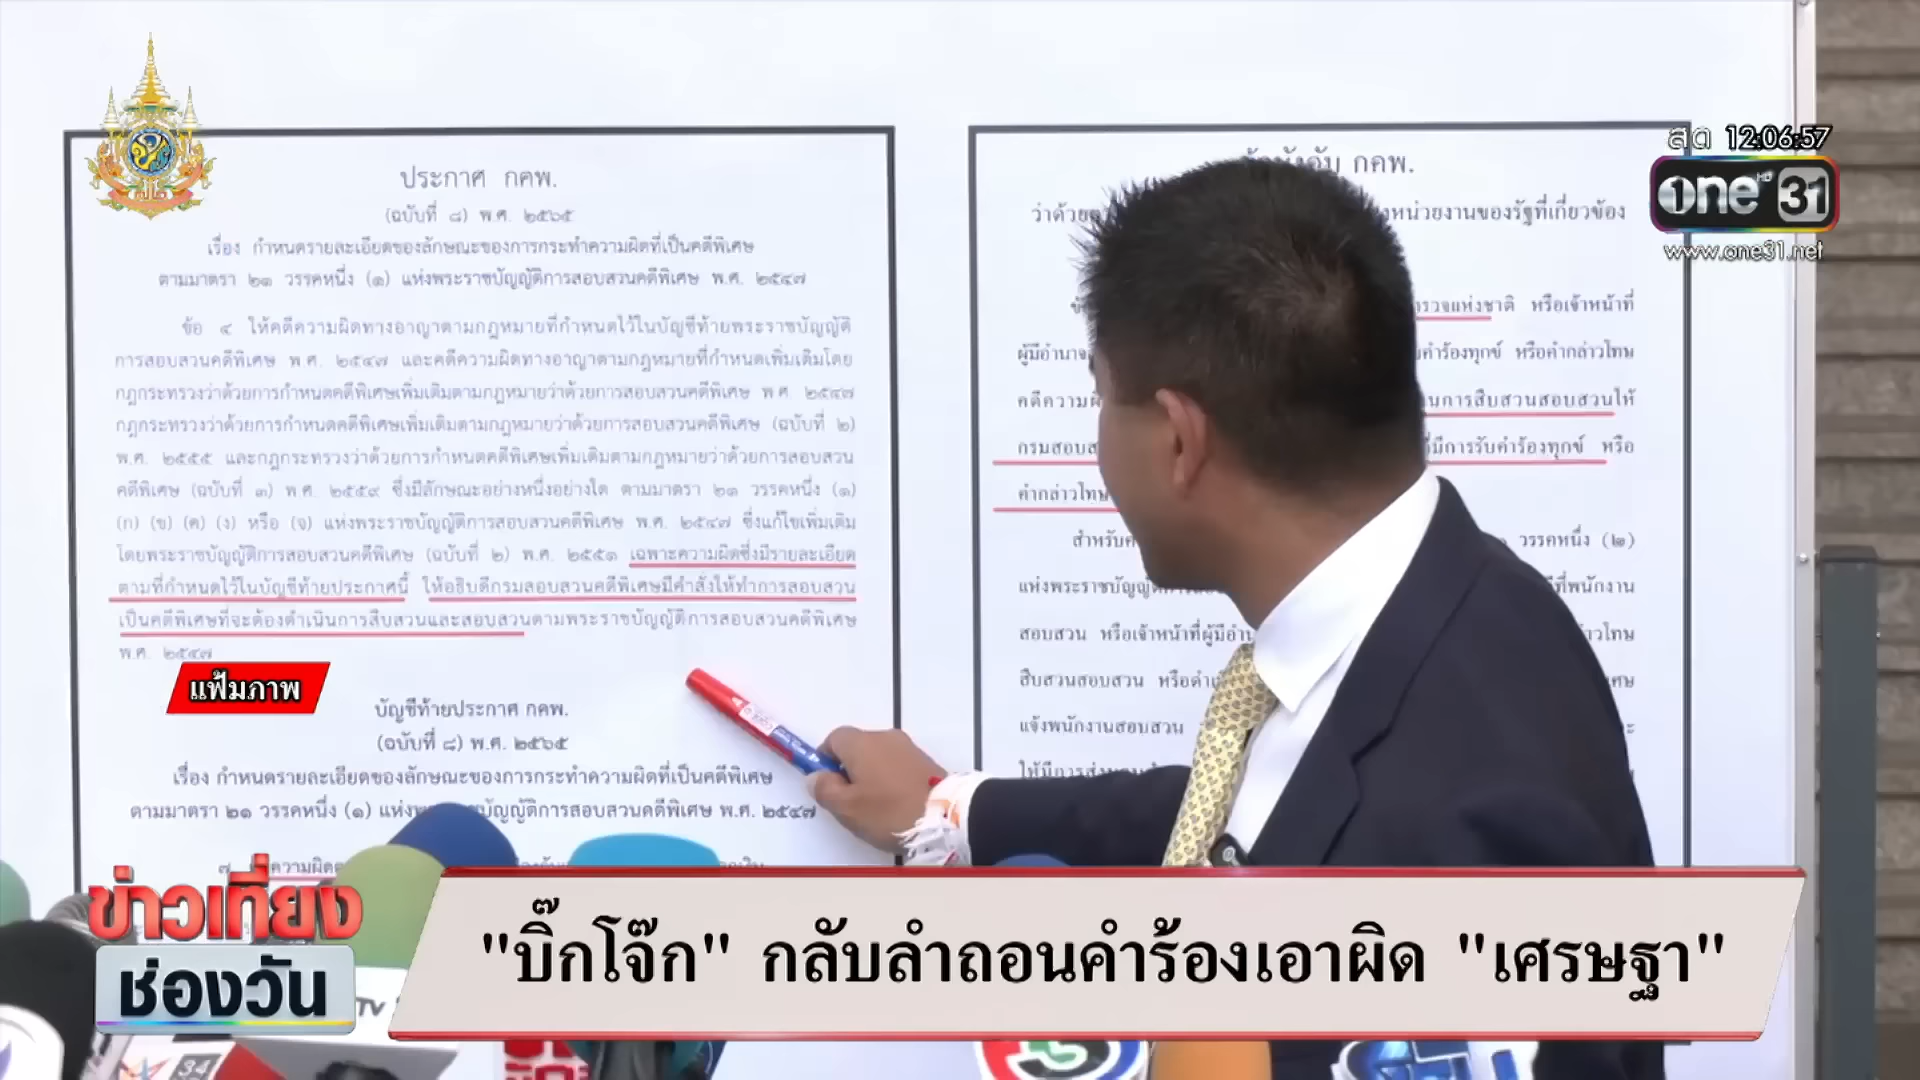 สด 12:06:57
one HD 31
www.one31.net
ประกาศ กคพ.
(ฉบับที่ ๘) พ.ศ. ๒๕๖๕
เรื่อง กำหนดรายละเอียดของลักษณะของการกระทำความผิดที่เป็นคดีพิเศษ
ตามมาตรา ๒๑ วรรคหนึ่ง (๑) แห่งพระราชบัญญัติการสอบสวนคดีพิเศษ พ.ศ. ๒๕๔๗
ข้อ ๔ ให้คดีความผิดทางอาญาตามกฎหมายที่กำหนดไว้ในบัญชีท้ายพระราชบัญญัติ
การสอบสวนคดีพิเศษ พ.ศ. ๒๕๔๗ และคดีความผิดทางอาญาตามกฎหมายที่กำหนดเพิ่มเติมโดย
กฎกระทรวงว่าด้วยการกำหนดคดีพิเศษเพิ่มเติมตามกฎหมายว่าด้วยการสอบสวนคดีพิเศษ พ.ศ. ๒๕๔๗
กฎกระทรวงว่าด้วยการกำหนดคดีพิเศษเพิ่มเติมตามกฎหมายว่าด้วยการสอบสวนคดีพิเศษ (ฉบับที่ ๒)
พ.ศ. ๒๕๕๕ และกฎกระทรวงว่าด้วยการกำหนดคดีพิเศษเพิ่มเติมตามกฎหมายว่าด้วยการสอบสวน
คดีพิเศษ (ฉบับที่ ๓) พ.ศ. ๒๕๕๙ ซึ่งมีลักษณะอย่างหนึ่งอย่างใด ตามมาตรา ๒๑ วรรคหนึ่ง (๑)
(ก) (ข) (ค) (ง) หรือ (จ) แห่งพระราชบัญญัติการสอบสวนคดีพิเศษ พ.ศ. ๒๕๔๗ ซึ่งแก้ไขเพิ่มเติม
โดยพระราชบัญญัติการสอบสวนคดีพิเศษ (ฉบับที่ ๒) พ.ศ. ๒๕๕๑ เฉพาะความผิดซึ่งมีรายละเอียด
ตามที่กำหนดไว้ในบัญชีท้ายประกาศนี้ ให้อธิบดีกรมสอบสวนคดีพิเศษมีคำสั่งให้ทำการสอบสวน
เป็นคดีพิเศษที่จะต้องดำเนินการสืบสวนและสอบสวนตามพระราชบัญญัติการสอบสวนคดีพิเศษ
พ.ศ. ๒๕๔๗
แฟ้มภาพ
บัญชีท้ายประกาศ กคพ.
(ฉบับที่ ๘) พ.ศ. ๒๕๖๕
เรื่อง กำหนดรายละเอียดของลักษณะของการกระทำความผิดที่เป็นคดีพิเศษ
ตามมาตรา ๒๑ วรรคหนึ่ง (๑) บัญญัติการสอบสวนคดีพิเศษ พ.ศ. ๒๕๔๗
กคพ.
ว่าด้วย หน่วยงานของรัฐที่เกี่ยวข้อง
แห่งชาติ หรือเจ้าหน้าที่
ผู้มีอำนาจ คำร้องทุกข์ หรือคำกล่าวโทษ
การสืบสวนสอบสวนให้
ที่มีการรับคำร้องทุกข์ หรือ
คำกล่าวโทษ
วรรคหนึ่ง (๒)
ที่พนักงาน
สอบสวน หรือเจ้าหน้าที่
สืบสวนสอบสวน
แจ้งพนักงานสอบสวน
ข่าวเที่ยง
ช่องวัน
"บิ๊กโจ๊ก" กลับลำถอนคำร้องเอาผิด "เศรษฐา"
TV
34